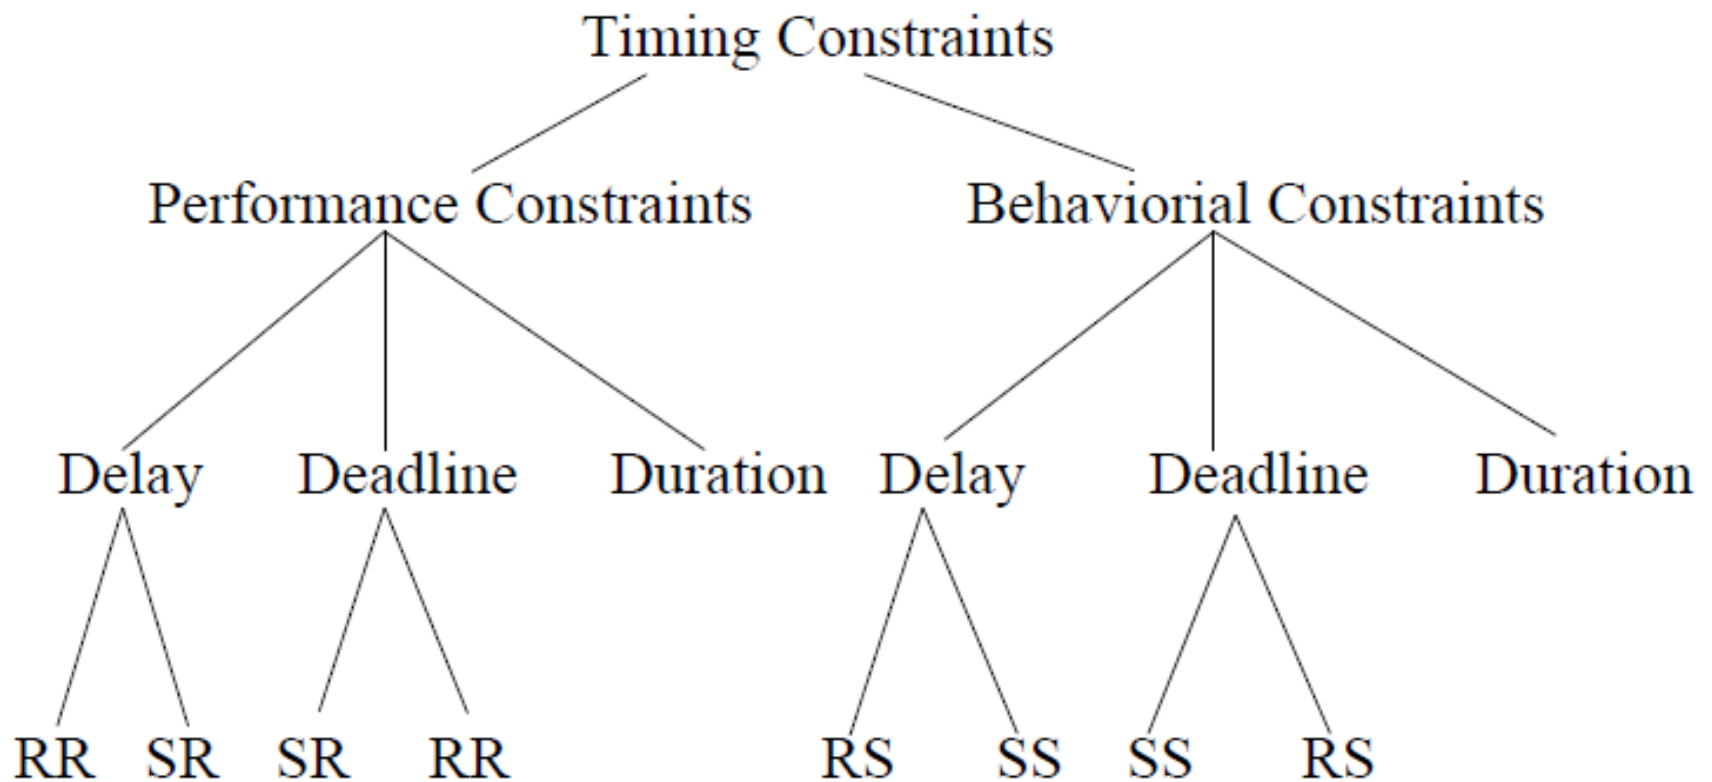 Timing Constraints
Performance Constraints Behaviorial Constraints
Delay Deadline Duration Delay Deadline Duration
RR SR SR RR RS SS SS RS